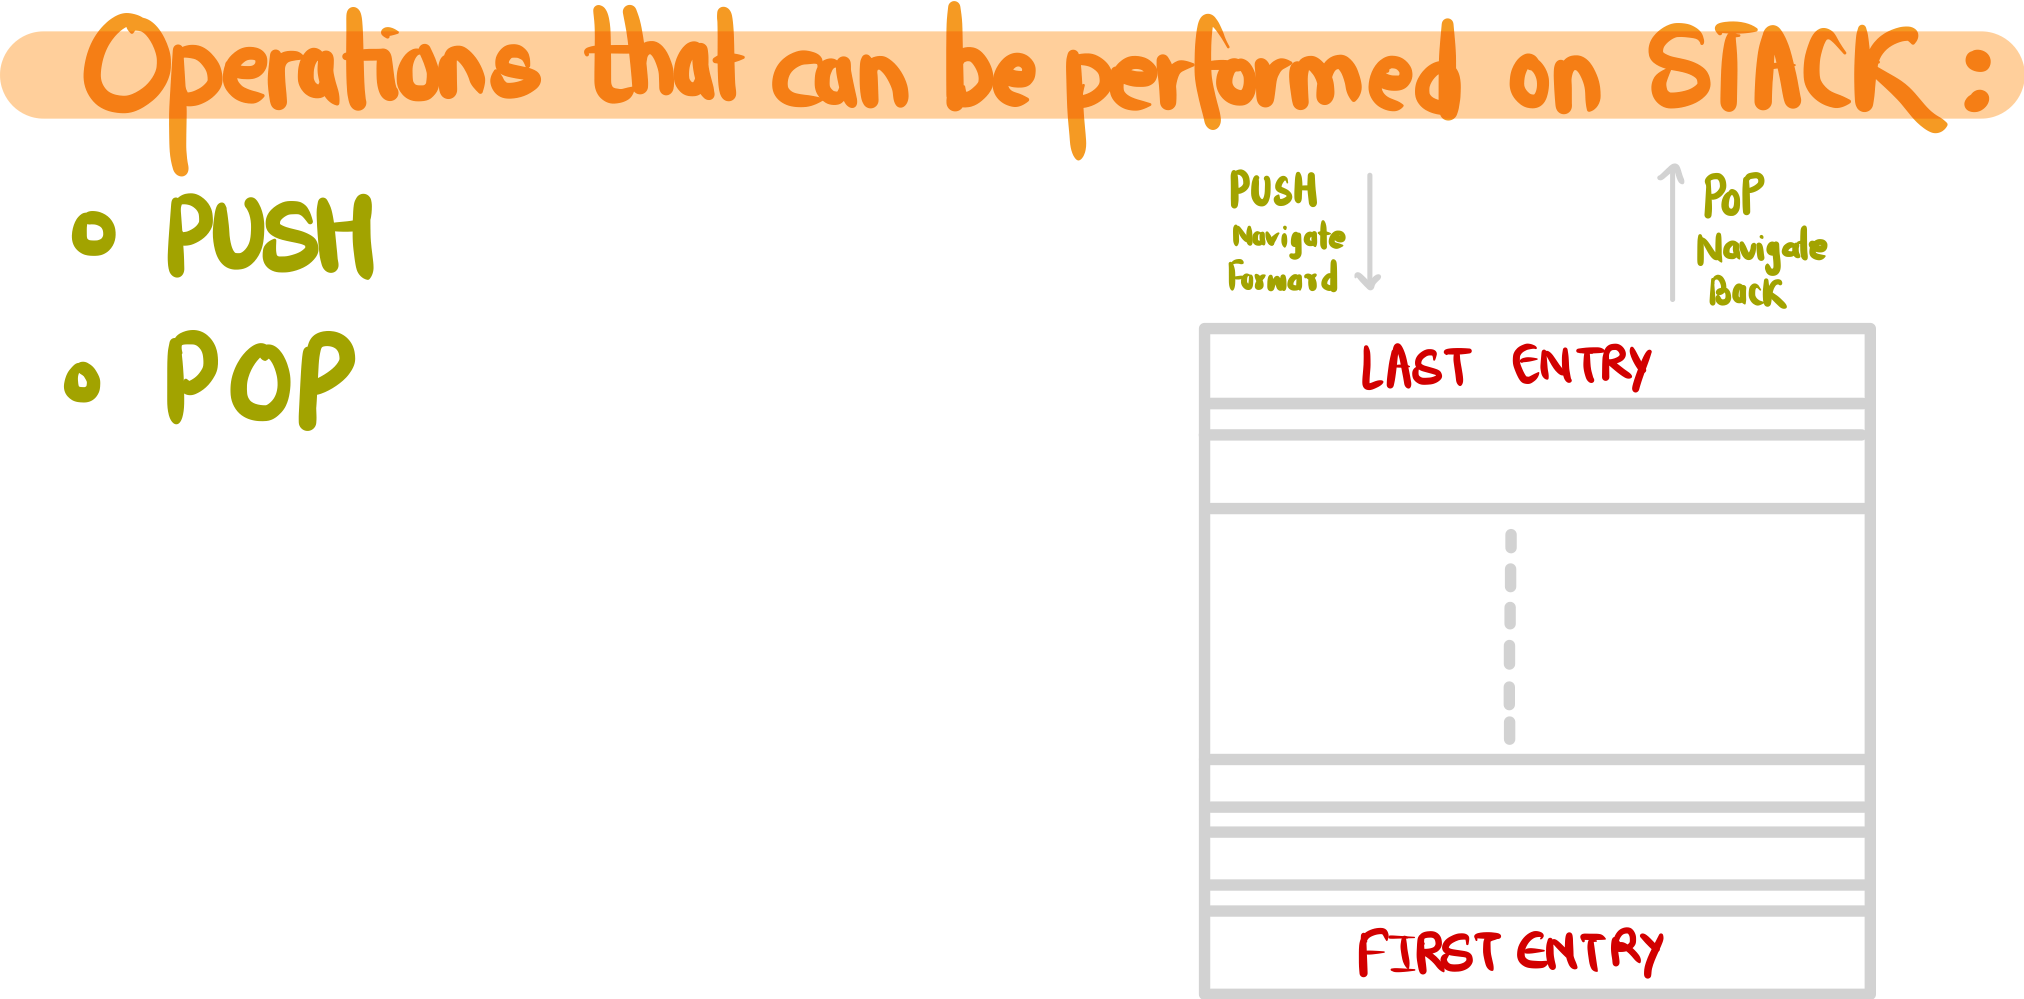 Operations that can be performed on STACK:
PUSH
POP
PUSH
Navigate
Forward
POP
Navigate
Back
LAST ENTRY
FIRST ENTRY